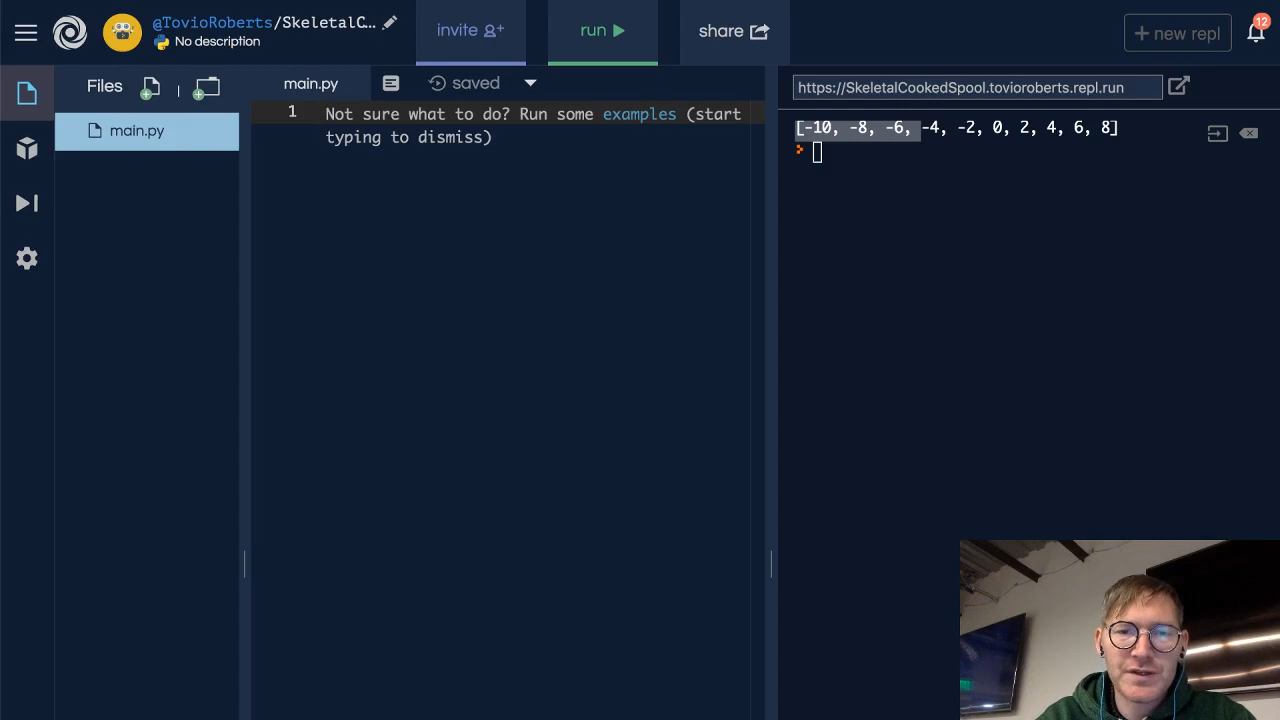 @TovioRoberts/SkeletalC...
No description
invite
run
share
+ new repl
12
Files
main.py
saved
https://SkeletalCookedSpool.tovioroberts.repl.run
main.py
1 Not sure what to do? Run some examples (start
typing to dismiss)
[-10, -8, -6, -4, -2, 0, 2, 4, 6, 8]